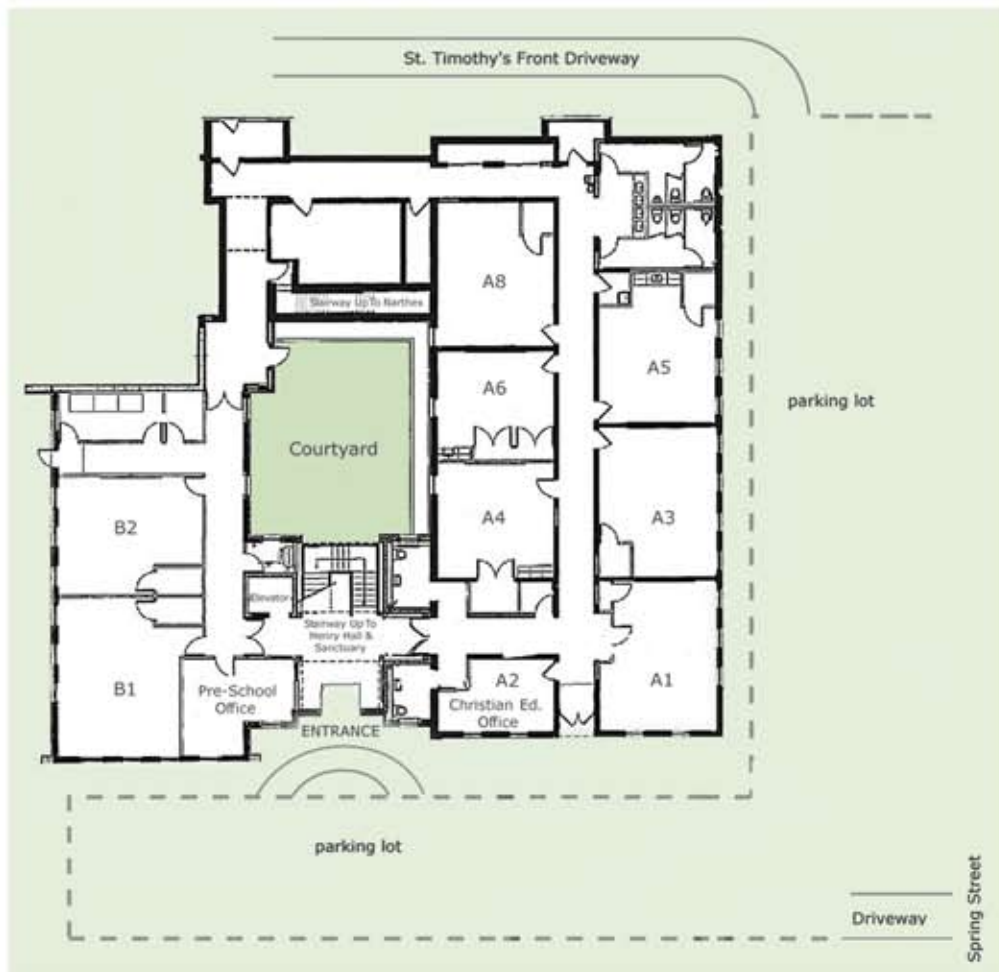 St. Timothy's Front Driveway
A8
Stairway Up To Narthex
A6
A5
parking lot
Courtyard
A4
A3
B2
Elevator
Stairway Up To
Henry Hall &
Sanctuary
B1
Pre-School
Office
A2
Christian Ed.
Office
A1
ENTRANCE
parking lot
Driveway
Spring Street